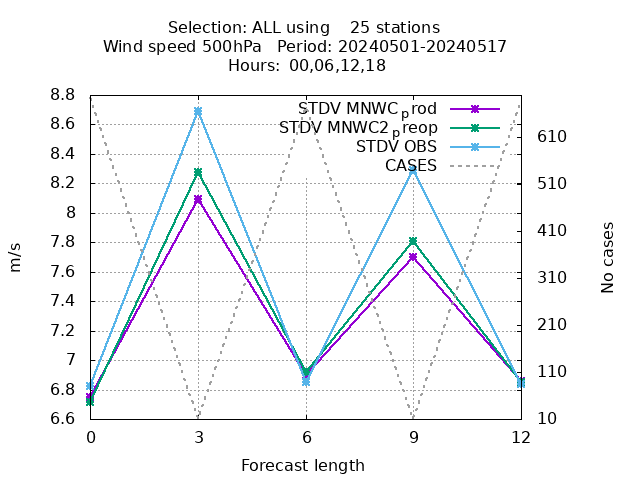 Selection: ALL using    25 stations
Wind speed 500hPa   Period: 20240501-20240517
Hours: 00,06,12,18
STDV MNWC_prod
STDV MNWC2_preop
STDV OBS
CASES
8.8
8.6
8.4
8.2
8
7.8
7.6
7.4
7.2
7
6.8
6.6
m/s
610
510
410
310
210
110
10
No cases
0 3 6 9 12
Forecast length